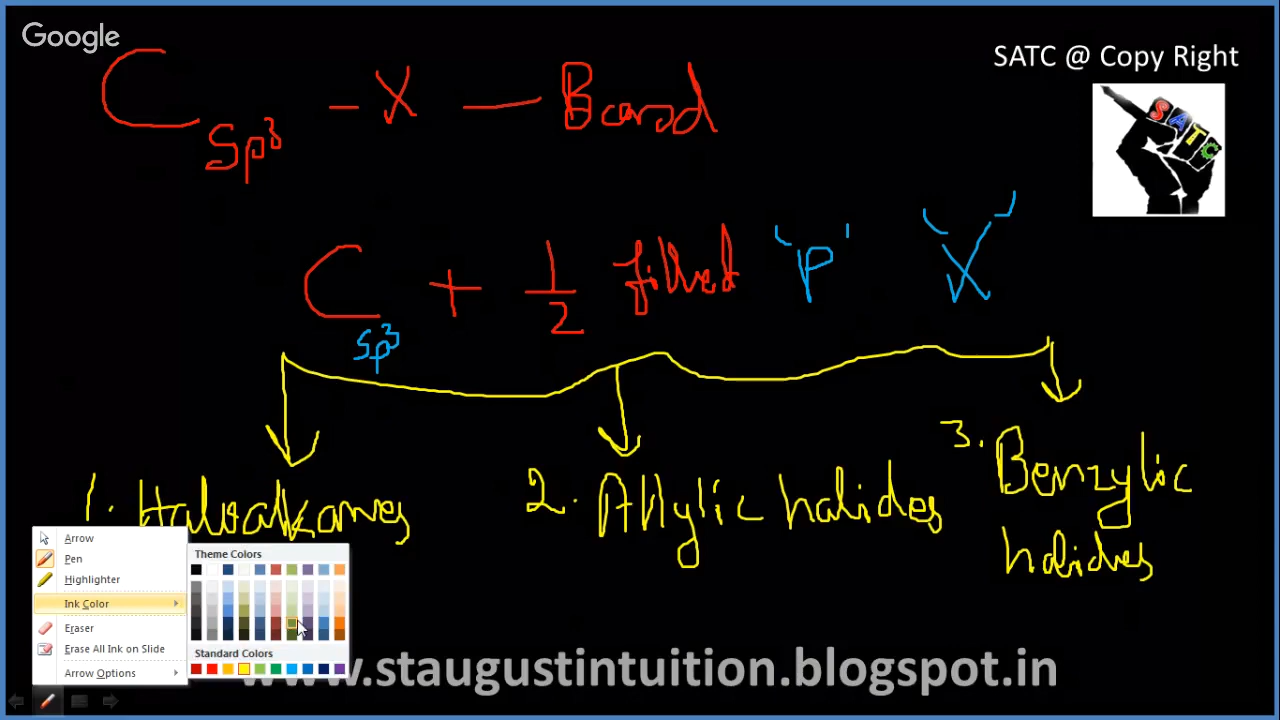 Google
SATC @ Copy Right
SATC
C sp³ – X – Bond
C sp³ + 1/2 filled 'P' 'X'
1. Haloalkanes
2. Allylic halides
3. Benzylic
halides
Arrow
Pen
Highlighter
Ink Color
Eraser
Erase All Ink on Slide
Arrow Options
Theme Colors
Standard Colors
www.staugustintuition.blogspot.in